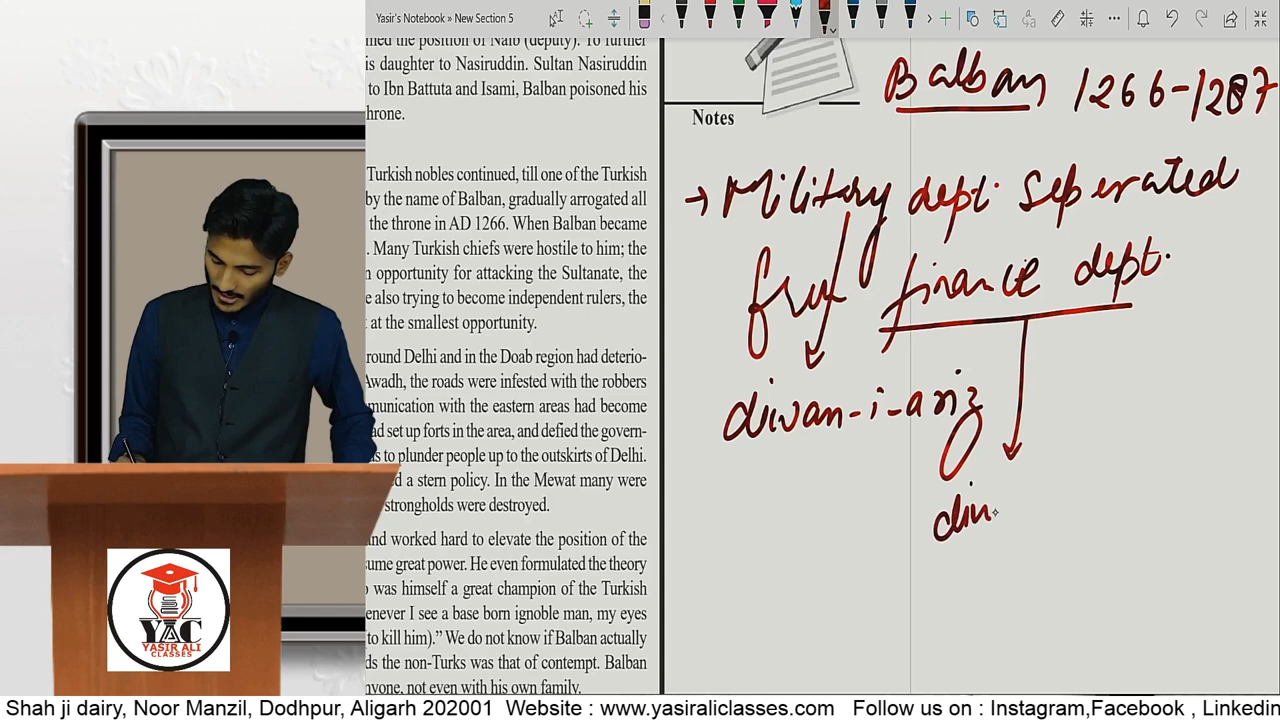 Yasir's Notebook » New Section 5
med the position of Naib (deputy). To further
is daughter to Nasiruddin. Sultan Nasiruddin
to Ibn Battuta and Isami, Balban poisoned his
hrone.
Turkish nobles continued, till one of the Turkish
by the name of Balban, gradually arrogated all
the throne in AD 1266. When Balban became
. Many Turkish chiefs were hostile to him; the
n opportunity for attacking the Sultanate, the
e also trying to become independent rulers, the
at the smallest opportunity.
round Delhi and in the Doab region had deterio-
Awadh, the roads were infested with the robbers
munication with the eastern areas had become
ad set up forts in the area, and defied the govern-
s to plunder people up to the outskirts of Delhi.
ed a stern policy. In the Mewat many were
strongholds were destroyed.
and worked hard to elevate the position of the
sume great power. He even formulated the theory
o was himself a great champion of the Turkish
enever I see a base born ignoble man, my eyes
to kill him)." We do not know if Balban actually
ds the non-Turks was that of contempt. Balban
nyone, not even with his own family.
Notes
Balban 1266-1287
→ Military dept. seperated
from finance dept.
divan-i-ariz
div
YAC
YASIR ALI
CLASSES
Shah ji dairy, Noor Manzil, Dodhpur, Aligarh 202001 Website : www.yasiraliclasses.com Follow us on : Instagram,Facebook , Linkedin